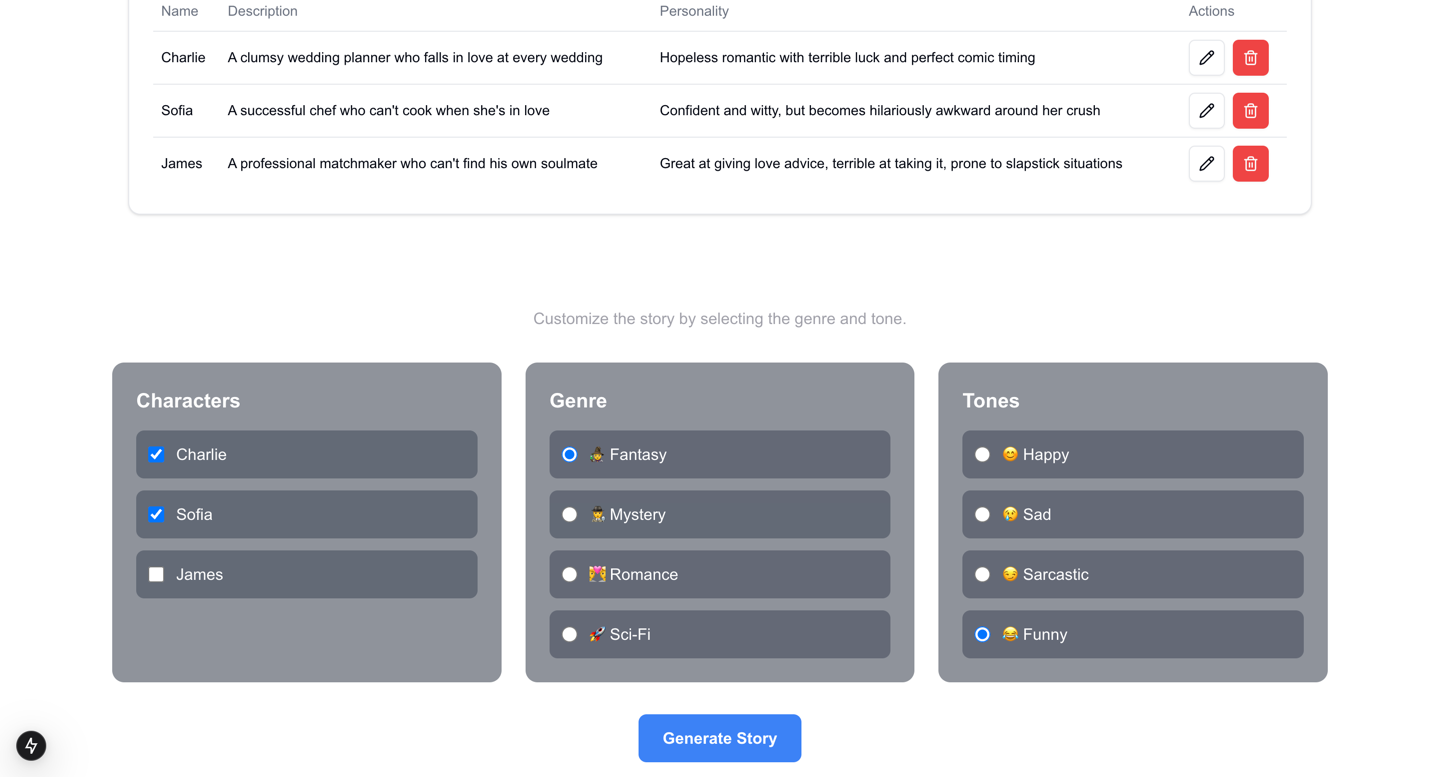 Name Description Personality Actions
Charlie A clumsy wedding planner who falls in love at every wedding Hopeless romantic with terrible luck and perfect comic timing
Sofia A successful chef who can't cook when she's in love Confident and witty, but becomes hilariously awkward around her crush
James A professional matchmaker who can't find his own soulmate Great at giving love advice, terrible at taking it, prone to slapstick situations
Customize the story by selecting the genre and tone.
Characters
Charlie
Sofia
James
Genre
Fantasy
Mystery
Romance
Sci-Fi
Tones
Happy
Sad
Sarcastic
Funny
Generate Story